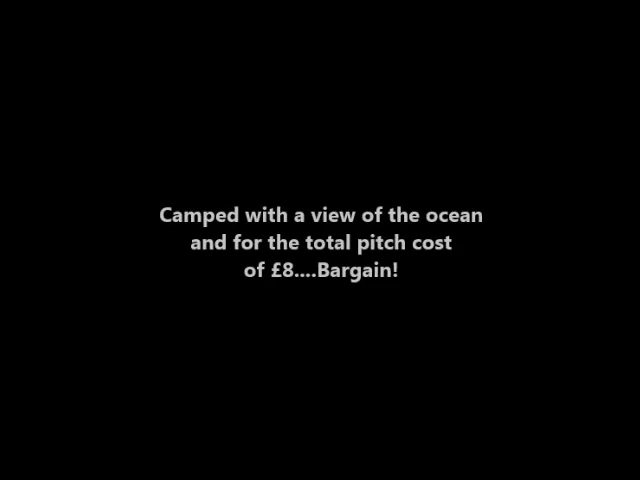 Camped with a view of the ocean
and for the total pitch cost
of £8....Bargain!